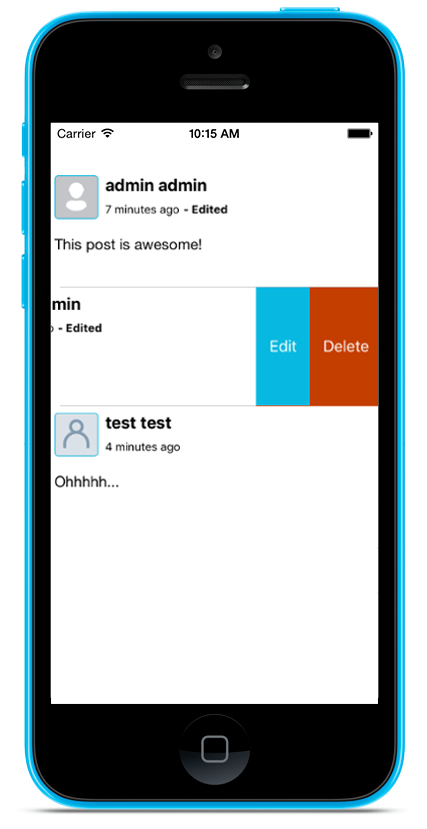 Carrier 10:15 AM
admin admin
7 minutes ago - Edited
This post is awesome!
min
- Edited
Edit Delete
test test
4 minutes ago
Ohhhhh...